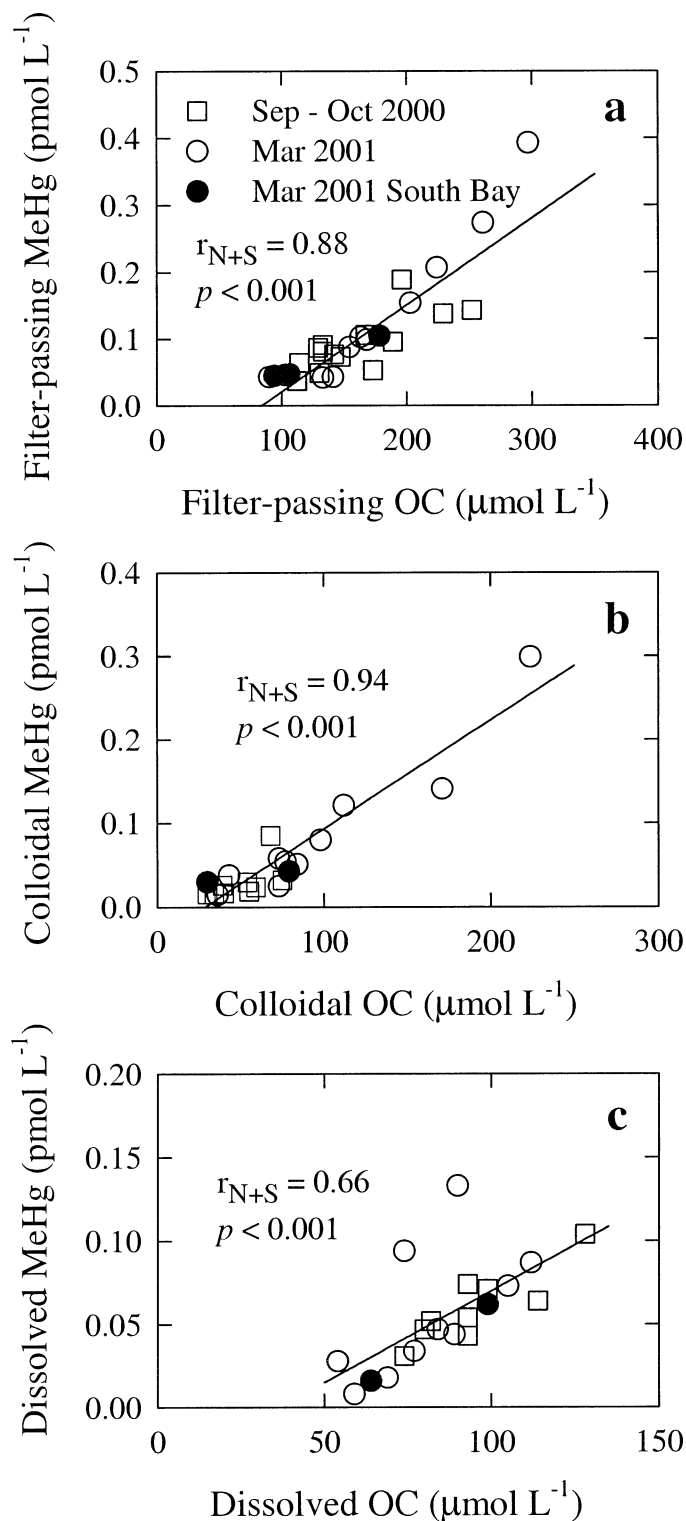 a
Filter-passing MeHg (pmol L-1)
0.5
0.4
0.3
0.2
0.1
0.0
Sep - Oct 2000
Mar 2001
Mar 2001 South Bay
rN+S = 0.88
p < 0.001
0 100 200 300 400
Filter-passing OC (μmol L-1)
b
Colloidal MeHg (pmol L-1)
0.4
0.3
0.2
0.1
0.0
rN+S = 0.94
p < 0.001
0 100 200 300
Colloidal OC (μmol L-1)
c
Dissolved MeHg (pmol L-1)
0.20
0.15
0.10
0.05
0.00
rN+S = 0.66
p < 0.001
0 50 100 150
Dissolved OC (μmol L-1)